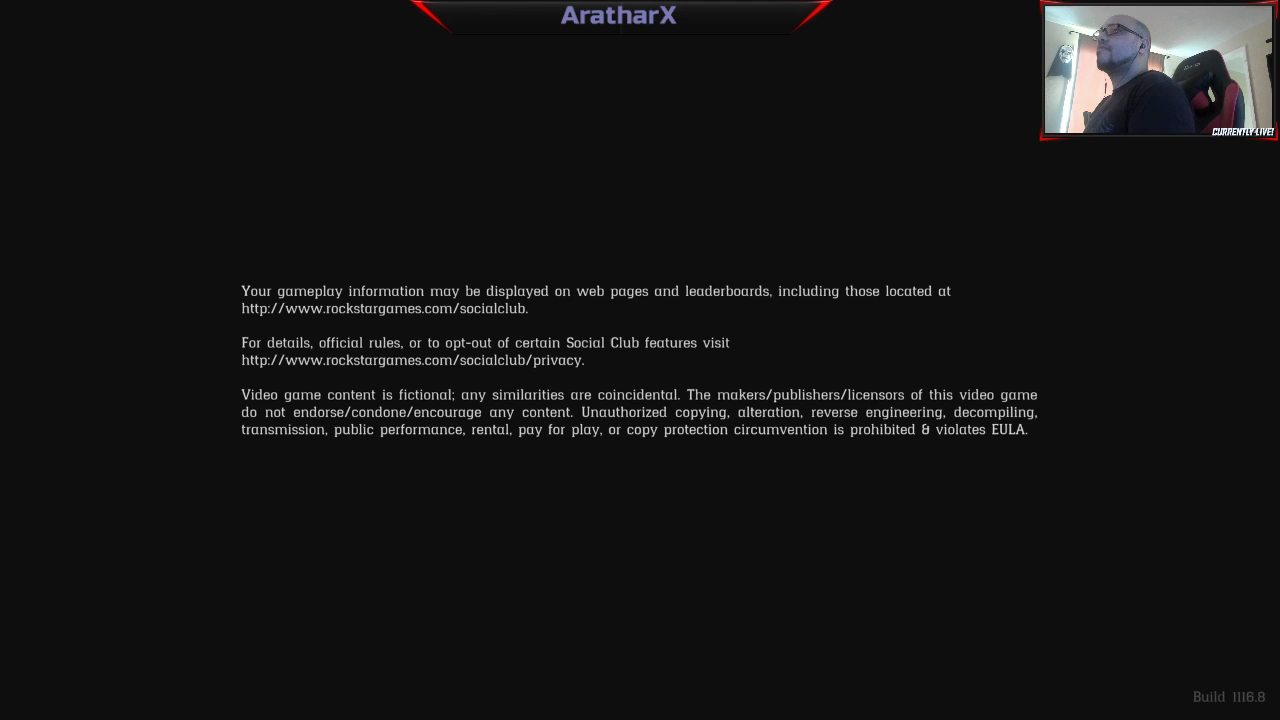 AratharX
CURRENTLY LIVE!
Your gameplay information may be displayed on web pages and leaderboards, including those located at
http://www.rockstargames.com/socialclub.
For details, official rules, or to opt-out of certain Social Club features visit
http://www.rockstargames.com/socialclub/privacy.
Video game content is fictional; any similarities are coincidental. The makers/publishers/licensors of this video game
do not endorse/condone/encourage any content. Unauthorized copying, alteration, reverse engineering, decompiling,
transmission, public performance, rental, pay for play, or copy protection circumvention is prohibited & violates EULA.
Build 1116.8